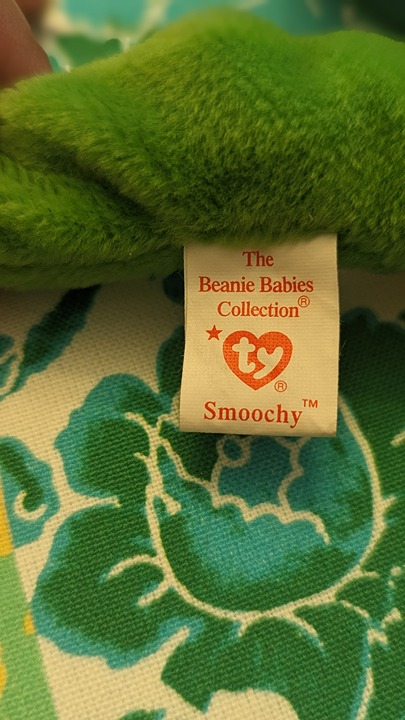 The
Beanie Babies
Collection®
ty®
Smoochy™